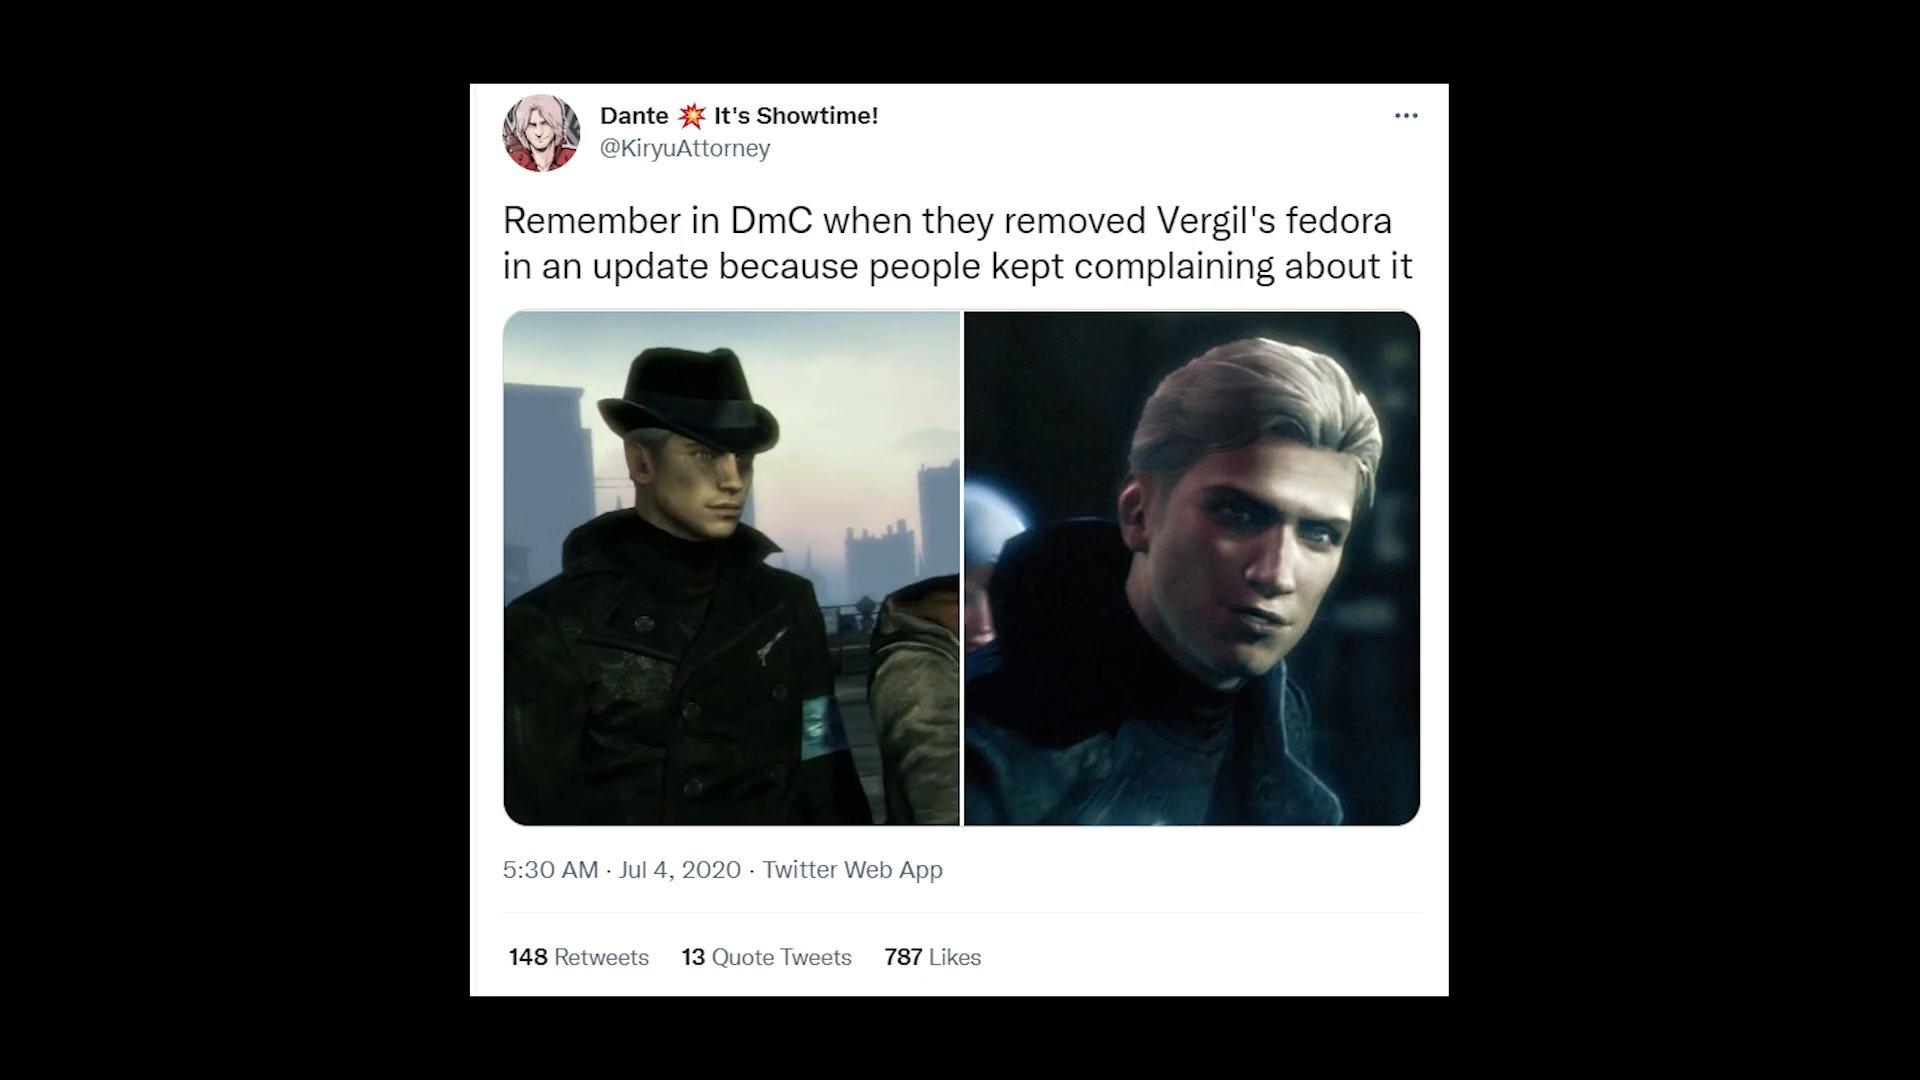 Dante 💥 It's Showtime!
@KiryuAttorney
Remember in DmC when they removed Vergil's fedora
in an update because people kept complaining about it
5:30 AM · Jul 4, 2020 · Twitter Web App
148 Retweets 13 Quote Tweets 787 Likes